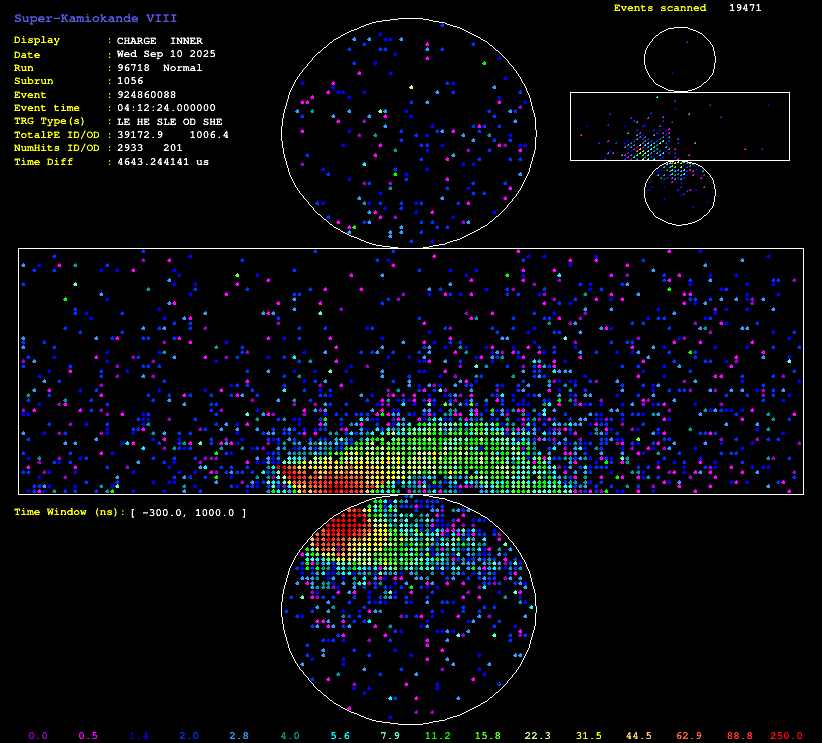 Super-Kamiokande VIII
Events scanned 19471
Display : CHARGE INNER
Date : Wed Sep 10 2025
Run : 96718 Normal
Subrun : 1056
Event : 924860088
Event time : 04:12:24.000000
TRG Type(s) : LE HE SLE OD SHE
TotalPE ID/OD : 39172.9 1006.4
NumHits ID/OD : 2933 201
Time Diff : 4643.244141 us
Time Window (ns): [ -300.0, 1000.0 ]
0.0 0.5 1.4 2.0 2.8 4.0 5.6 7.9 11.2 15.8 22.3 31.5 44.5 62.9 88.8 250.0